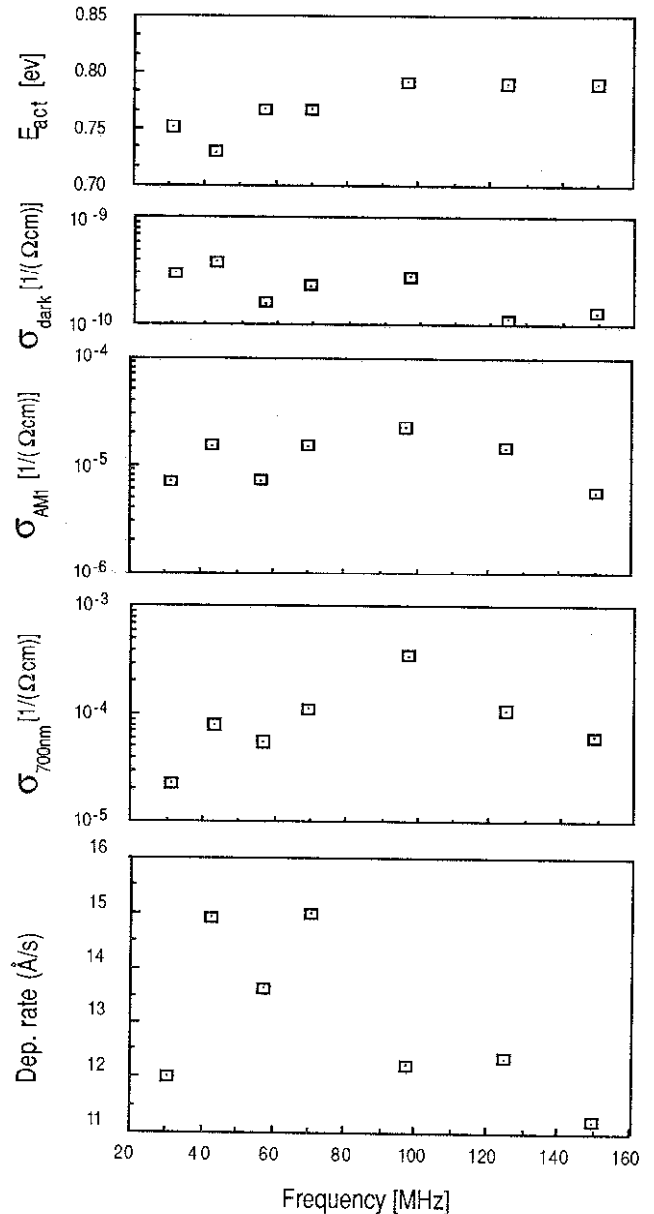 0.85
0.80
0.75
0.70
E_act [ev]
10^-9
10^-10
σ_dark [1/(Ωcm)]
10^-4
10^-5
10^-6
σ_AM1 [1/(Ωcm)]
10^-3
10^-4
10^-5
σ_700nm [1/(Ωcm)]
16
15
14
13
12
11
Dep. rate (Å/s)
20 40 60 80 100 120 140 160
Frequency [MHz]